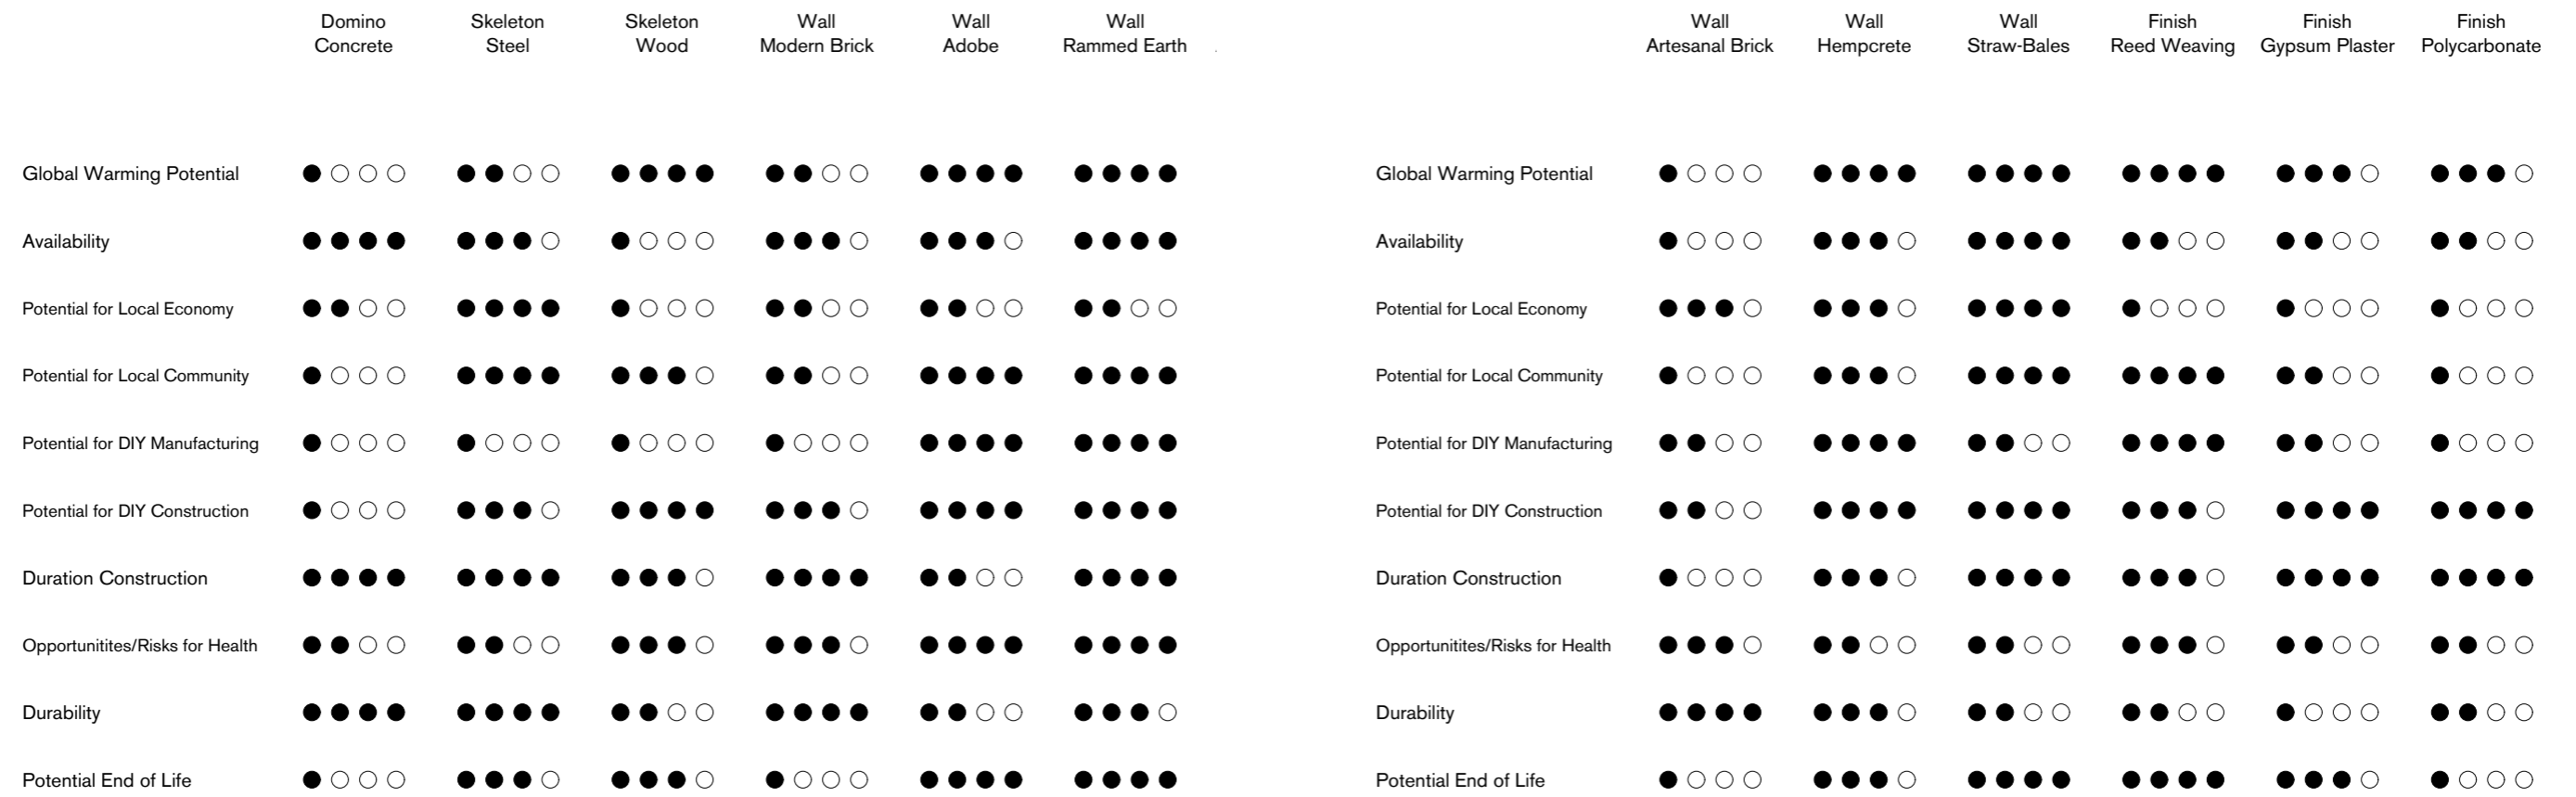 Domino
Concrete
Skeleton
Steel
Skeleton
Wood
Wall
Modern Brick
Wall
Adobe
Wall
Rammed Earth
Global Warming Potential
Availability
Potential for Local Economy
Potential for Local Community
Potential for DIY Manufacturing
Potential for DIY Construction
Duration Construction
Opportunitites/Risks for Health
Durability
Potential End of Life
Wall
Artesanal Brick
Wall
Hempcrete
Wall
Straw-Bales
Finish
Reed Weaving
Finish
Gypsum Plaster
Finish
Polycarbonate
Global Warming Potential
Availability
Potential for Local Economy
Potential for Local Community
Potential for DIY Manufacturing
Potential for DIY Construction
Duration Construction
Opportunitites/Risks for Health
Durability
Potential End of Life